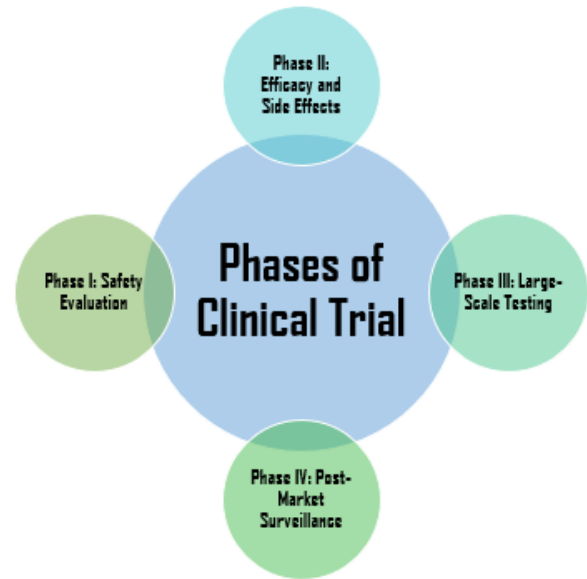 Phase II:
Efficacy and
Side Effects
Phases of
Clinical Trial
Phase I: Safety
Evaluation
Phase III: Large-
Scale Testing
Phase IV: Post-
Market
Surveillance